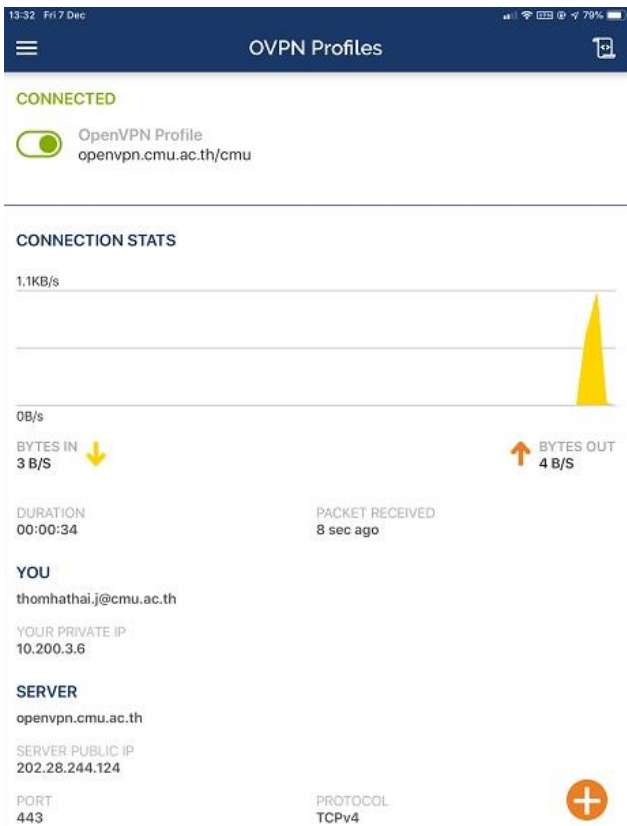 13:32 Fri 7 Dec
79%
OVPN Profiles
CONNECTED
OpenVPN Profile
openvpn.cmu.ac.th/cmu
CONNECTION STATS
1.1KB/s
0B/s
BYTES IN
3 B/S
BYTES OUT
4 B/S
DURATION
00:00:34
PACKET RECEIVED
8 sec ago
YOU
thomhathai.j@cmu.ac.th
YOUR PRIVATE IP
10.200.3.6
SERVER
openvpn.cmu.ac.th
SERVER PUBLIC IP
202.28.244.124
PORT
443
PROTOCOL
TCPv4